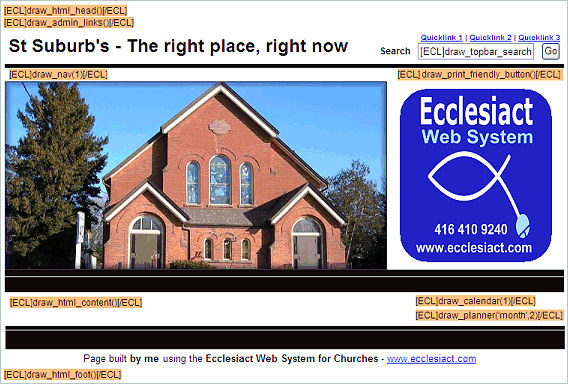 [ECL]draw_html_head()[/ECL]
[ECL]draw_admin_links()[/ECL]
Quicklink 1 | Quicklink 2 | Quicklink 3
St Suburb's - The right place, right now
Search [ECL]draw_topbar_search Go
[ECL]draw_nav(1)[/ECL]
[ECL]draw_print_friendly_button()[/ECL]
Ecclesiact
Web System
416 410 9240
www.ecclesiact.com
[ECL]draw_html_content()[/ECL]
[ECL]draw_calendar(1)[/ECL]
[ECL]draw_planner('month',2)[/ECL]
Page built by me using the Ecclesiact Web System for Churches - www.ecclesiact.com
[ECL]draw_html_foot()[/ECL]